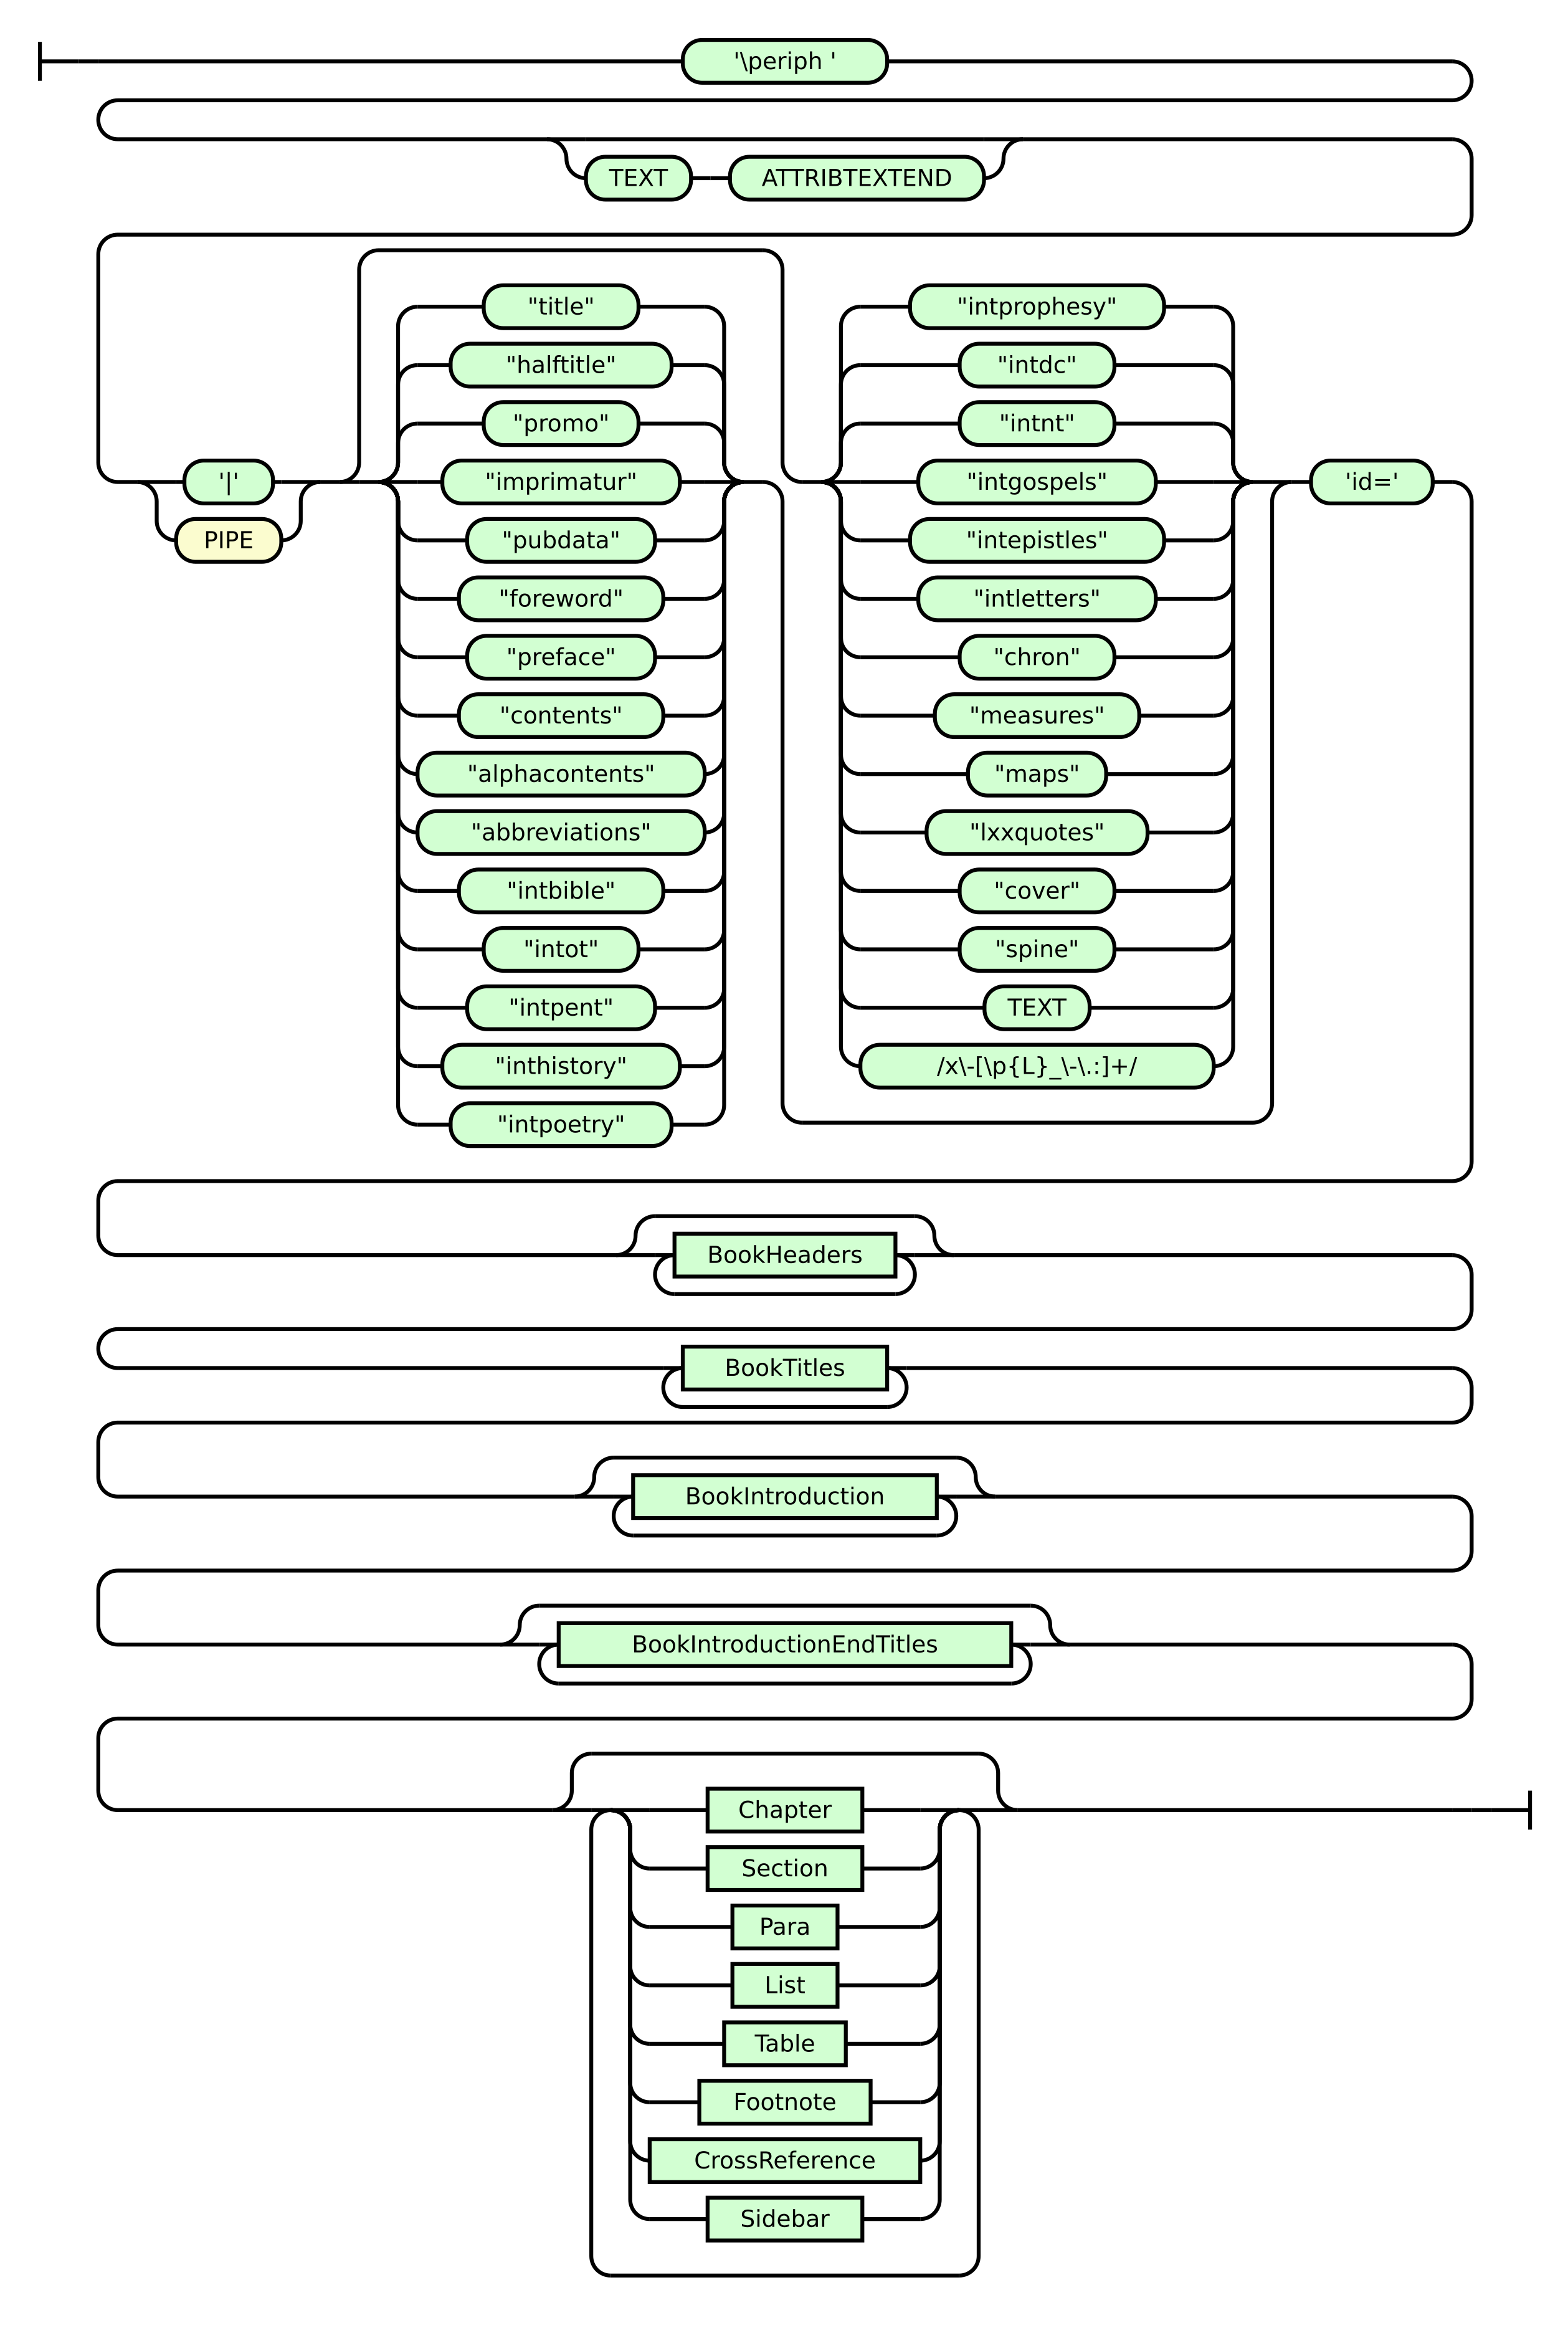 '\periph '
TEXT
ATTRIBTEXTEND
'|'
PIPE
"title"
"halftitle"
"promo"
"imprimatur"
"pubdata"
"foreword"
"preface"
"contents"
"alphacontents"
"abbreviations"
"intbible"
"intot"
"intpent"
"inthistory"
"intpoetry"
"intprophesy"
"intdc"
"intnt"
"intgospels"
"intepistles"
"intletters"
"chron"
"measures"
"maps"
"lxxquotes"
"cover"
"spine"
TEXT
/x\-[\p{L}_\-\.:]+/
'id='
BookHeaders
BookTitles
BookIntroduction
BookIntroductionEndTitles
Chapter
Section
Para
List
Table
Footnote
CrossReference
Sidebar